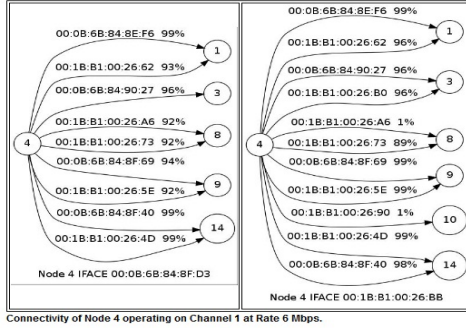 00:0B:6B:84:8E:F6 99%
1
00:1B:B1:00:26:62 93%
00:0B:6B:84:90:27 96%
3
00:1B:B1:00:26:A6 92%
4
00:1B:B1:00:26:73 92%
8
00:0B:6B:84:8F:69 94%
00:1B:B1:00:26:5E 92%
9
00:0B:6B:84:8F:40 99%
00:1B:B1:00:26:4D 99%
14
Node 4 IFACE 00:0B:6B:84:8F:D3
00:0B:6B:84:8E:F6 99%
1
00:1B:B1:00:26:62 96%
00:0B:6B:84:90:27 96%
3
00:1B:B1:00:26:B0 96%
00:1B:B1:00:26:A6 1%
4
00:1B:B1:00:26:73 89%
8
00:0B:6B:84:8F:69 99%
9
00:1B:B1:00:26:5E 99%
00:1B:B1:00:26:90 1%
10
00:1B:B1:00:26:4D 99%
00:0B:6B:84:8F:40 98%
14
Node 4 IFACE 00:1B:B1:00:26:BB
Connectivity of Node 4 operating on Channel 1 at Rate 6 Mbps.